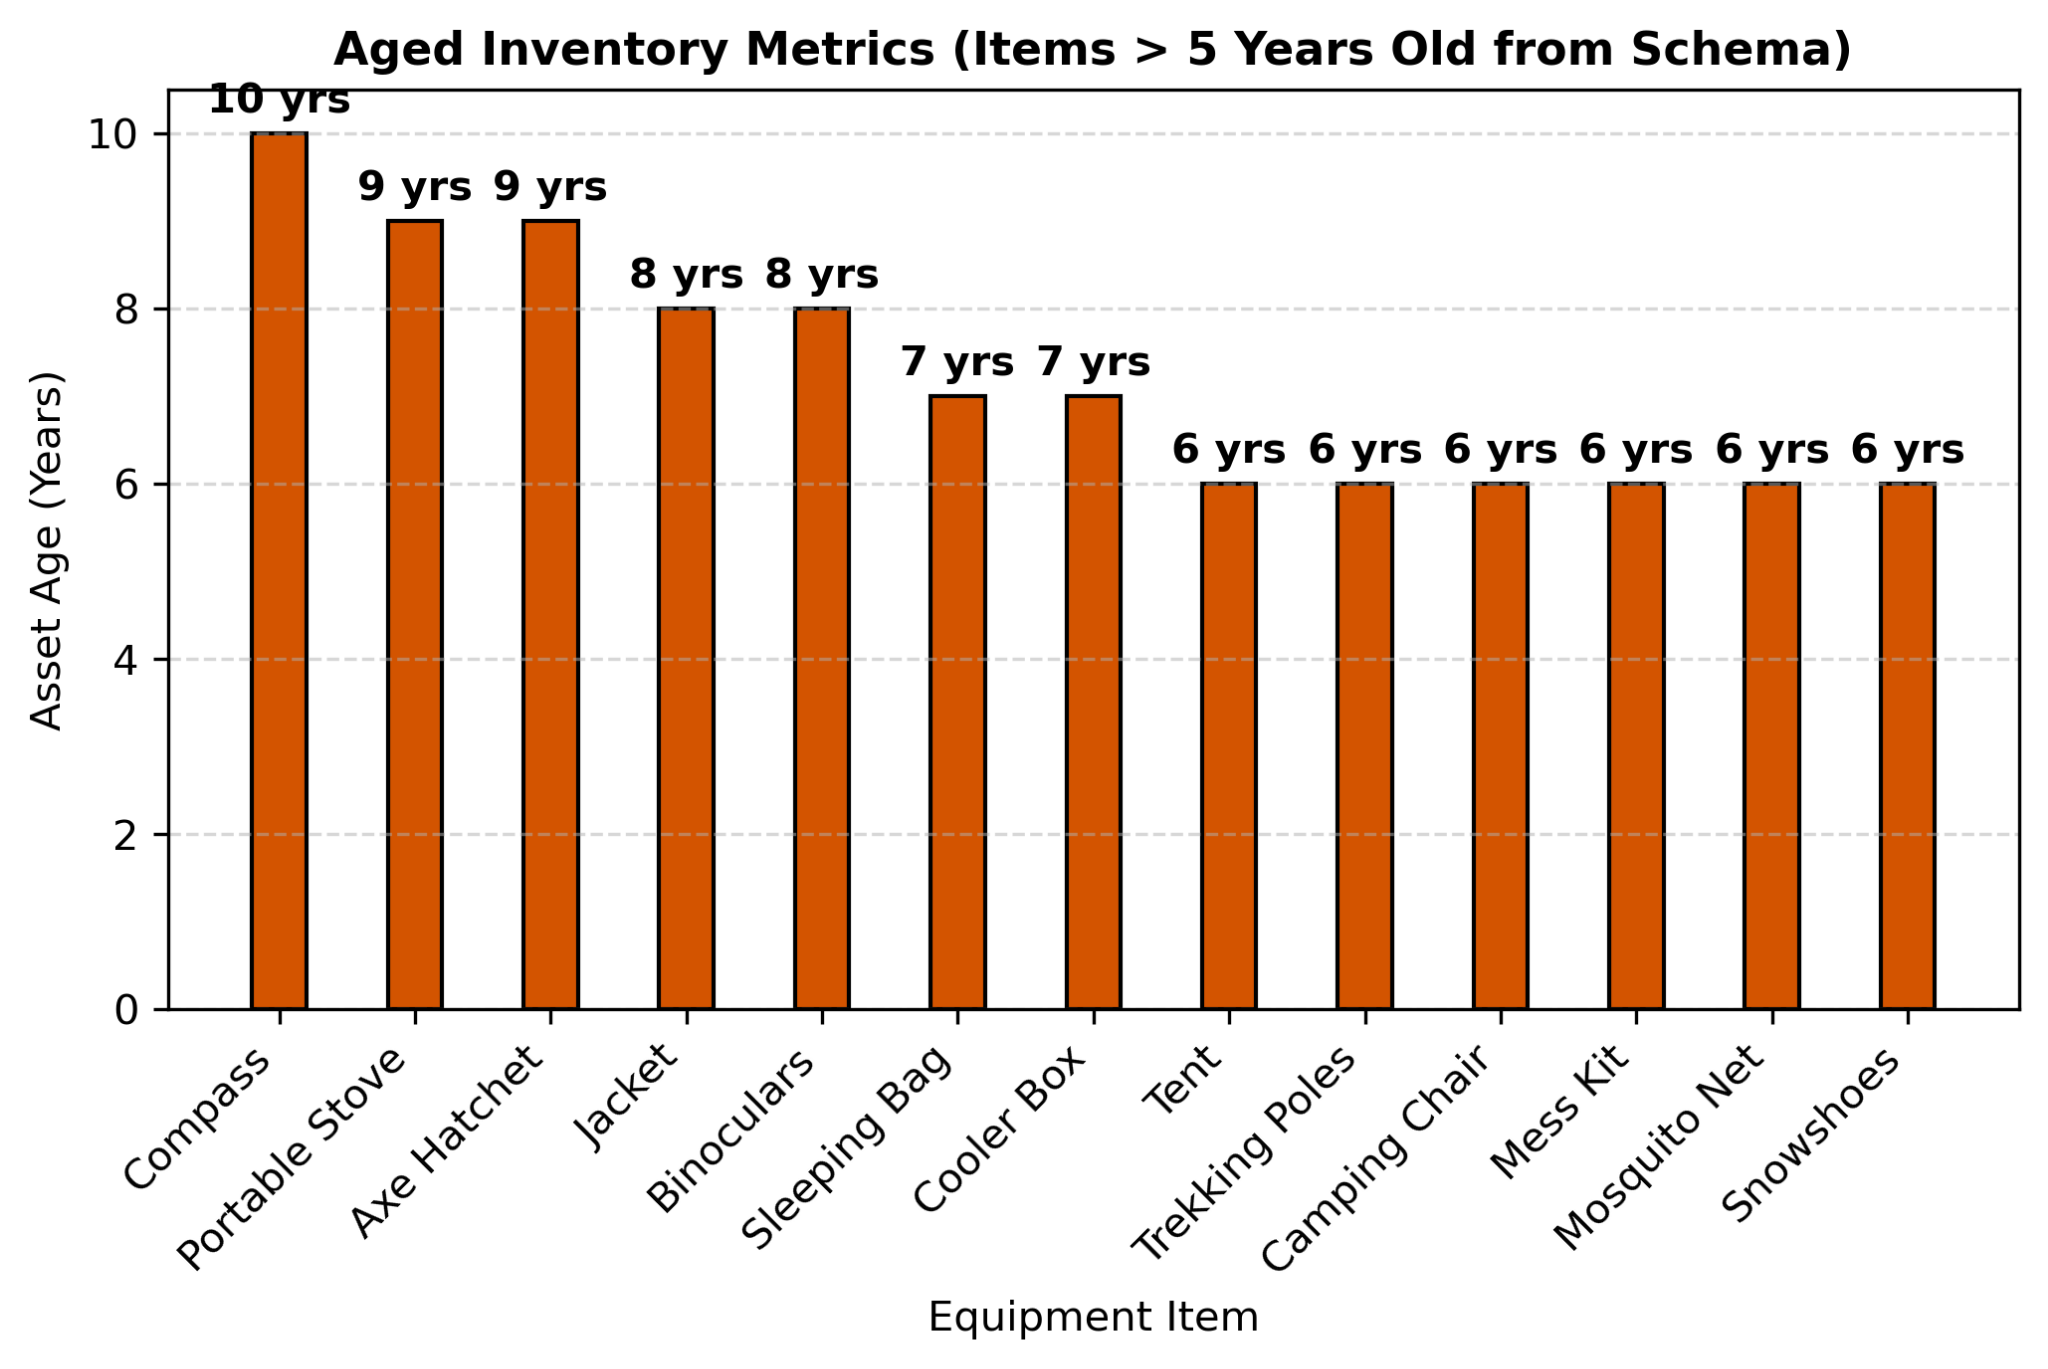 Aged Inventory Metrics (Items > 5 Years Old from Schema)
10 yrs
9 yrs 9 yrs
8 yrs 8 yrs
7 yrs 7 yrs
6 yrs 6 yrs 6 yrs 6 yrs 6 yrs 6 yrs
Asset Age (Years)
10
8
6
4
2
0
Compass
Portable Stove
Axe Hatchet
Jacket
Binoculars
Sleeping Bag
Cooler Box
Tent
Trekking Poles
Camping Chair
Mess Kit
Mosquito Net
Snowshoes
Equipment Item